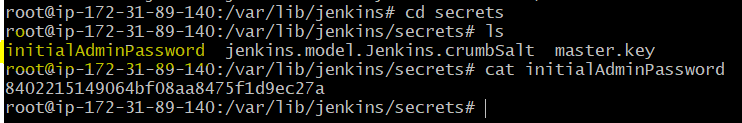 root@ip-172-31-89-140:/var/lib/jenkins# cd secrets
root@ip-172-31-89-140:/var/lib/jenkins/secrets# ls
initialAdminPassword  jenkins.model.Jenkins.crumbSalt  master.key
root@ip-172-31-89-140:/var/lib/jenkins/secrets# cat initialAdminPassword
8402215149064bf08aa8475f1d9ec27a
root@ip-172-31-89-140:/var/lib/jenkins/secrets#